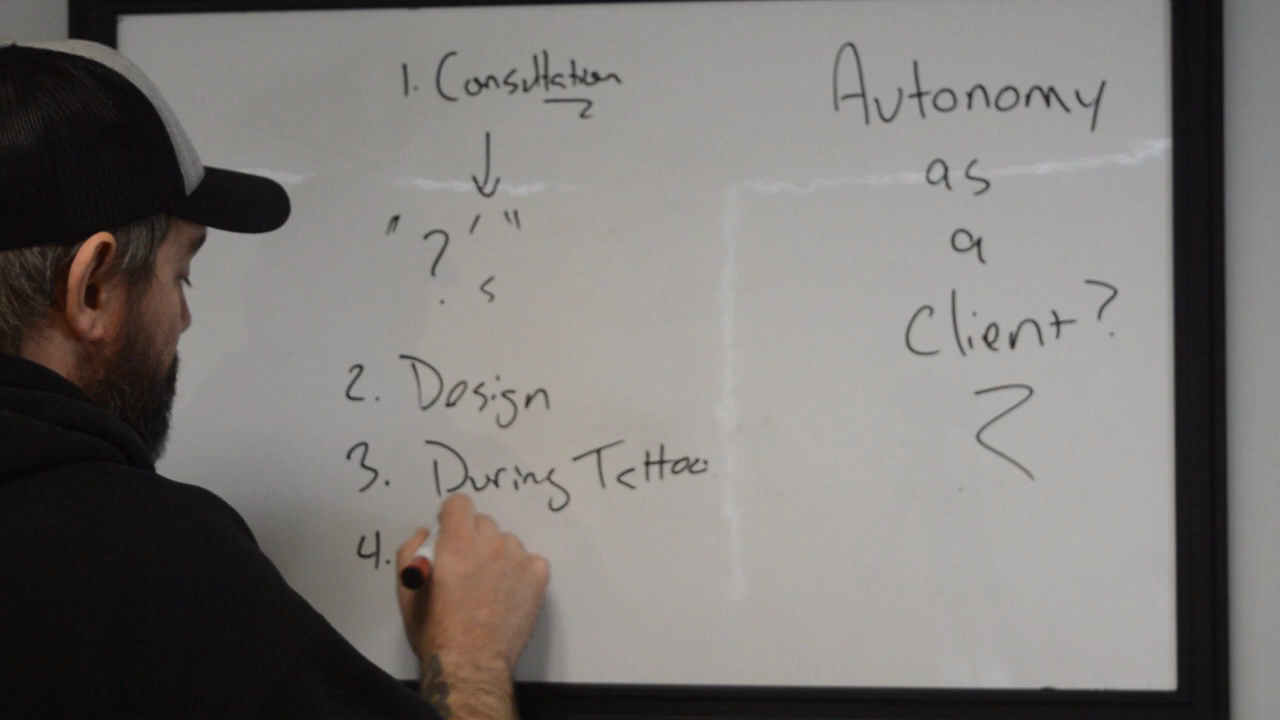 1. Consultation
" ? ' "
s
2. Design
3. During Tattoo
4.
Autonomy
as
a
Client?